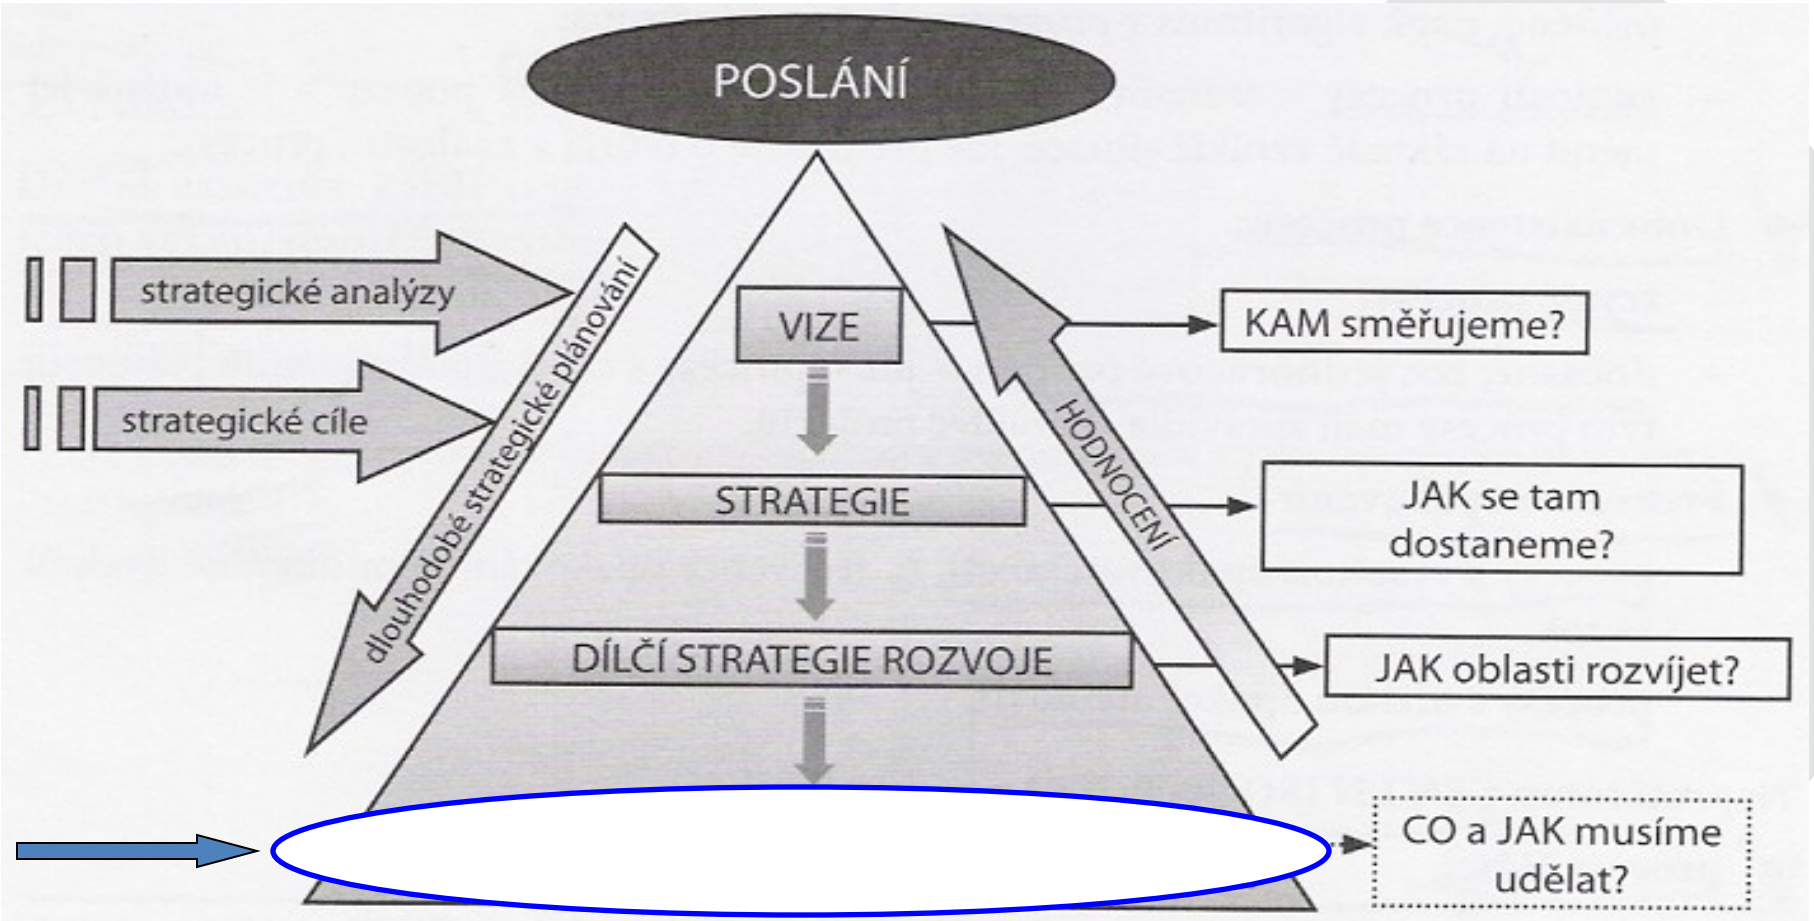 POSLÁNÍ
strategické analýzy
strategické cíle
dlouhodobé strategické plánování
VIZE
STRATEGIE
DÍLČÍ STRATEGIE ROZVOJE
HODNOCENÍ
KAM směřujeme?
JAK se tam
dostaneme?
JAK oblasti rozvíjet?
CO a JAK musíme
udělat?